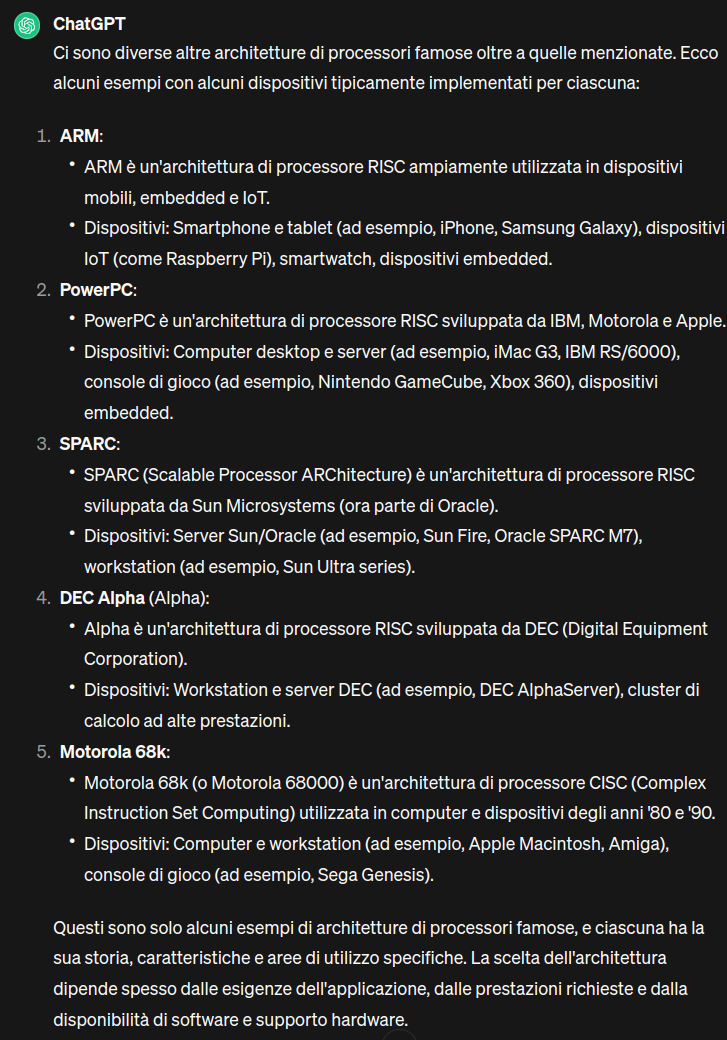 ChatGPT
Ci sono diverse altre architetture di processori famose oltre a quelle menzionate. Ecco
alcuni esempi con alcuni dispositivi tipicamente implementati per ciascuna:
1. ARM:
• ARM è un'architettura di processore RISC ampiamente utilizzata in dispositivi
mobili, embedded e IoT.
• Dispositivi: Smartphone e tablet (ad esempio, iPhone, Samsung Galaxy), dispositivi
IoT (come Raspberry Pi), smartwatch, dispositivi embedded.
2. PowerPC:
• PowerPC è un'architettura di processore RISC sviluppata da IBM, Motorola e Apple.
• Dispositivi: Computer desktop e server (ad esempio, iMac G3, IBM RS/6000),
console di gioco (ad esempio, Nintendo GameCube, Xbox 360), dispositivi
embedded.
3. SPARC:
• SPARC (Scalable Processor ARChitecture) è un'architettura di processore RISC
sviluppata da Sun Microsystems (ora parte di Oracle).
• Dispositivi: Server Sun/Oracle (ad esempio, Sun Fire, Oracle SPARC M7),
workstation (ad esempio, Sun Ultra series).
4. DEC Alpha (Alpha):
• Alpha è un'architettura di processore RISC sviluppata da DEC (Digital Equipment
Corporation).
• Dispositivi: Workstation e server DEC (ad esempio, DEC AlphaServer), cluster di
calcolo ad alte prestazioni.
5. Motorola 68k:
• Motorola 68k (o Motorola 68000) è un'architettura di processore CISC (Complex
Instruction Set Computing) utilizzata in computer e dispositivi degli anni '80 e '90.
• Dispositivi: Computer e workstation (ad esempio, Apple Macintosh, Amiga),
console di gioco (ad esempio, Sega Genesis).
Questi sono solo alcuni esempi di architetture di processori famose, e ciascuna ha la
sua storia, caratteristiche e aree di utilizzo specifiche. La scelta dell'architettura
dipende spesso dalle esigenze dell'applicazione, dalle prestazioni richieste e dalla
disponibilità di software e supporto hardware.